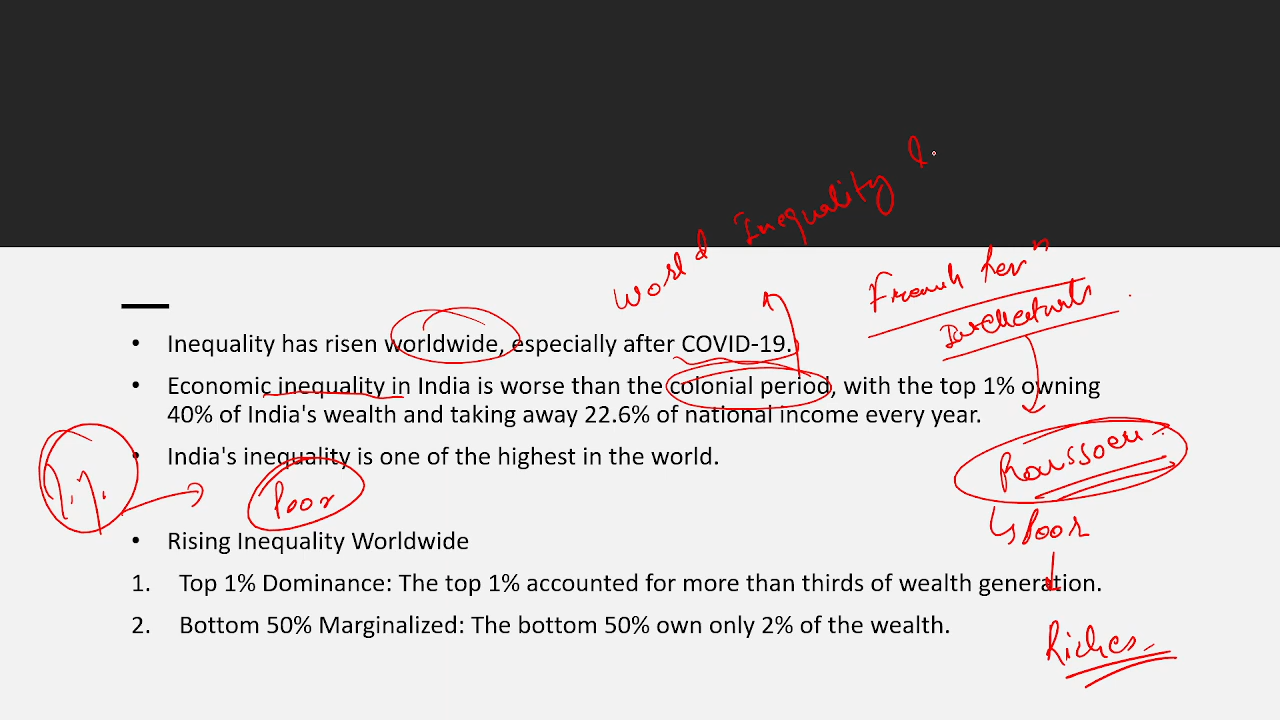 World Inequality
French Revn
• Inequality has risen worldwide, especially after COVID-19.
• Economic inequality in India is worse than the colonial period, with the top 1% owning
40% of India's wealth and taking away 22.6% of national income every year.
• India's inequality is one of the highest in the world.
Poor
Poor
• Rising Inequality Worldwide
1. Top 1% Dominance: The top 1% accounted for more than thirds of wealth generation.
2. Bottom 50% Marginalized: The bottom 50% own only 2% of the wealth.
Riches